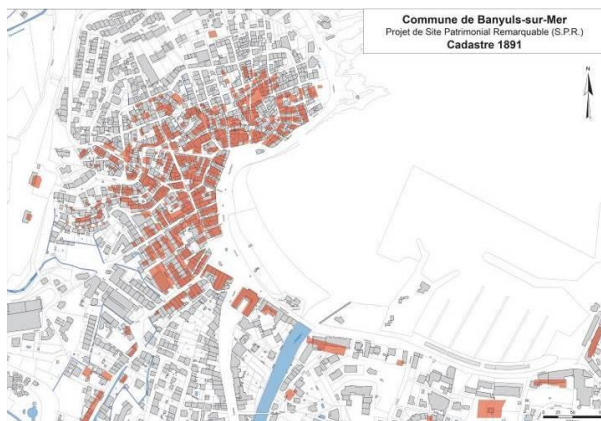 Commune de Banyuls-sur-Mer
Projet de Site Patrimonial Remarquable (S.P.R.)
Cadastre 1891
N